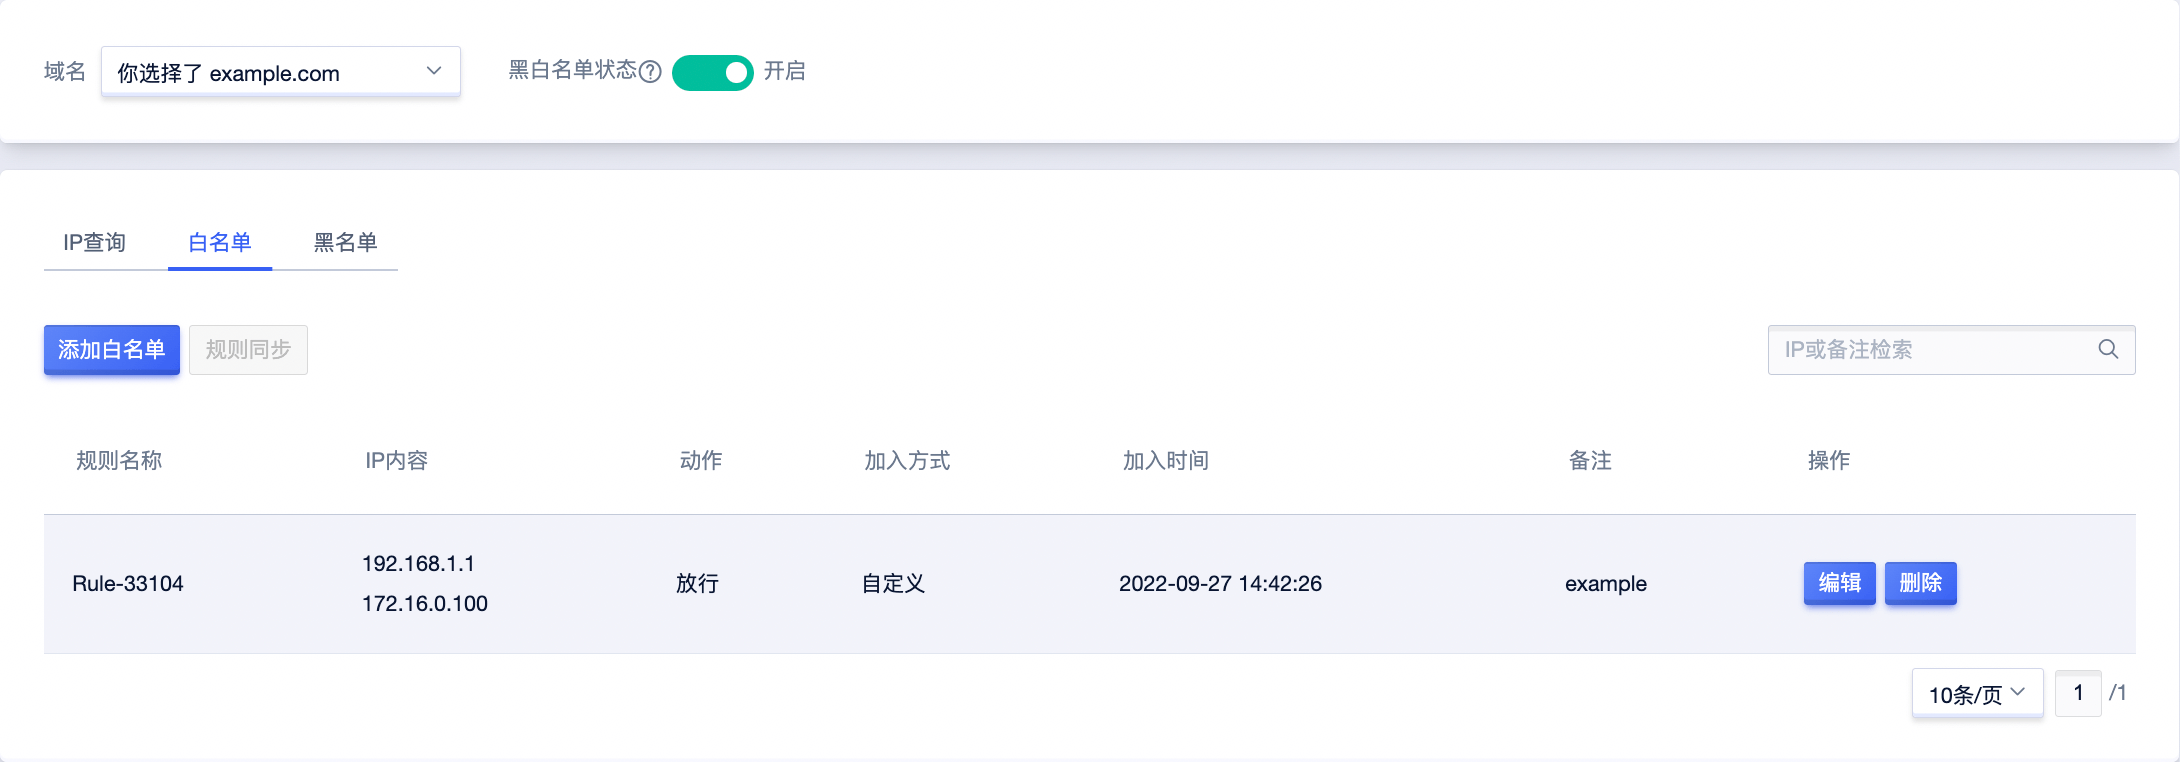 域名 你选择了 example.com 黑白名单状态? 开启
IP查询 白名单 黑名单
添加白名单 规则同步 IP或备注检索
规则名称 IP内容 动作 加入方式 加入时间 备注 操作
Rule-33104 192.168.1.1 放行 自定义 2022-09-27 14:42:26 example 编辑 删除
172.16.0.100
10条/页 1 /1